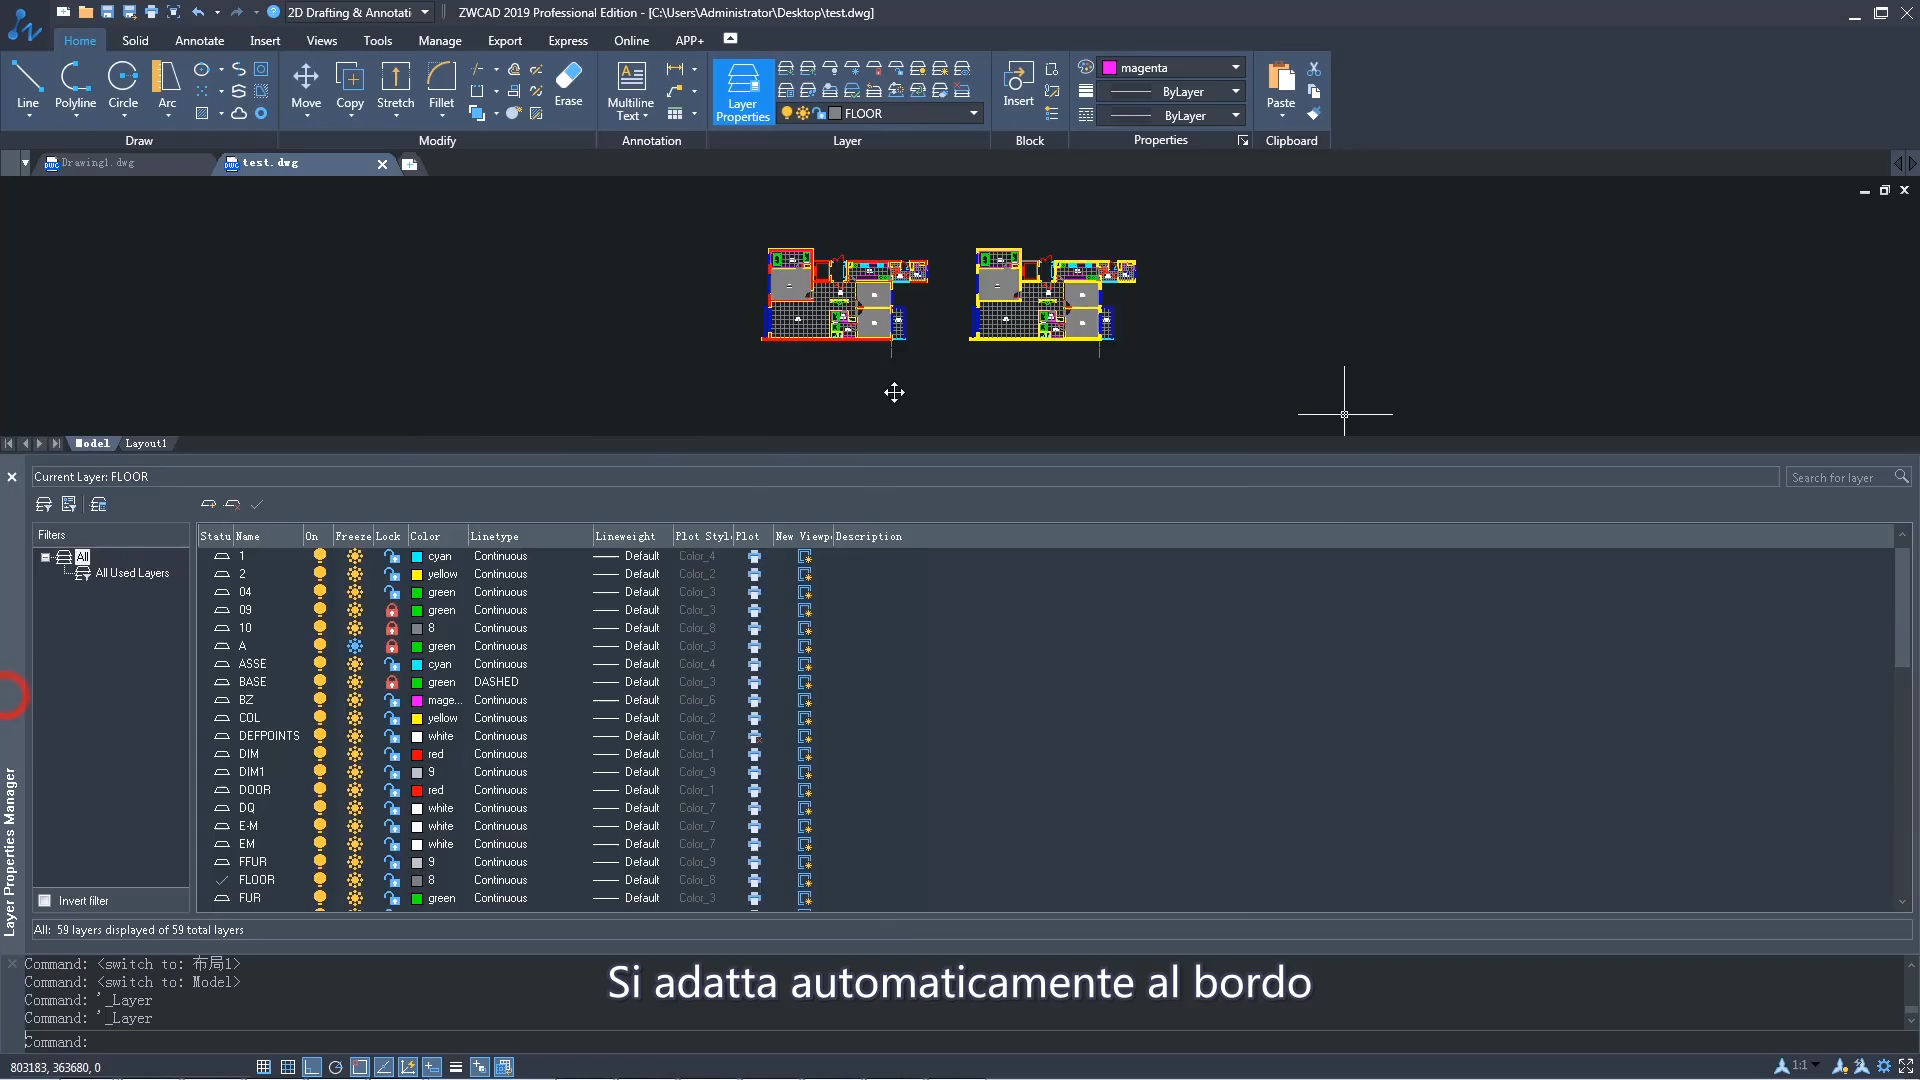 2D Drafting & Annotati
ZWCAD 2019 Professional Edition - [C:\Users\Administrator\Desktop\test.dwg]
Home Solid Annotate Insert Views Tools Manage Export Express Online APP+
Line Polyline Circle Arc
Move Copy Stretch Fillet Erase
Multiline Text
Layer Properties
FLOOR
Insert
magenta
ByLayer
ByLayer
Paste
Draw Modify Annotation Layer Block Properties Clipboard
Drawing1.dwg test.dwg
Model Layout1
Current Layer: FLOOR
Search for layer
Filters
All
All Used Layers
Invert filter
Statu Name On Freeze Lock Color Linetype Lineweight Plot Styl Plot New Viewp Description
1 cyan Continuous Default Color_4
2 yellow Continuous Default Color_2
04 green Continuous Default Color_3
09 green Continuous Default Color_3
10 8 Continuous Default Color_8
A green Continuous Default Color_3
ASSE cyan Continuous Default Color_4
BASE green DASHED Default Color_3
BZ mage... Continuous Default Color_6
COL yellow Continuous Default Color_2
DEFPOINTS white Continuous Default Color_7
DIM red Continuous Default Color_1
DIM1 9 Continuous Default Color_9
DOOR red Continuous Default Color_1
DQ white Continuous Default Color_7
E-M white Continuous Default Color_7
EM white Continuous Default Color_7
FFUR 9 Continuous Default Color_9
FLOOR 8 Continuous Default Color_8
FUR green Continuous Default Color_3
Layer Properties Manager
All: 59 layers displayed of 59 total layers
Command: <switch to: 布局1>
Command: <switch to: Model>
Command: '_Layer
Command: '_Layer
Command:
Si adatta automaticamente al bordo
803183, 363680, 0
1:1